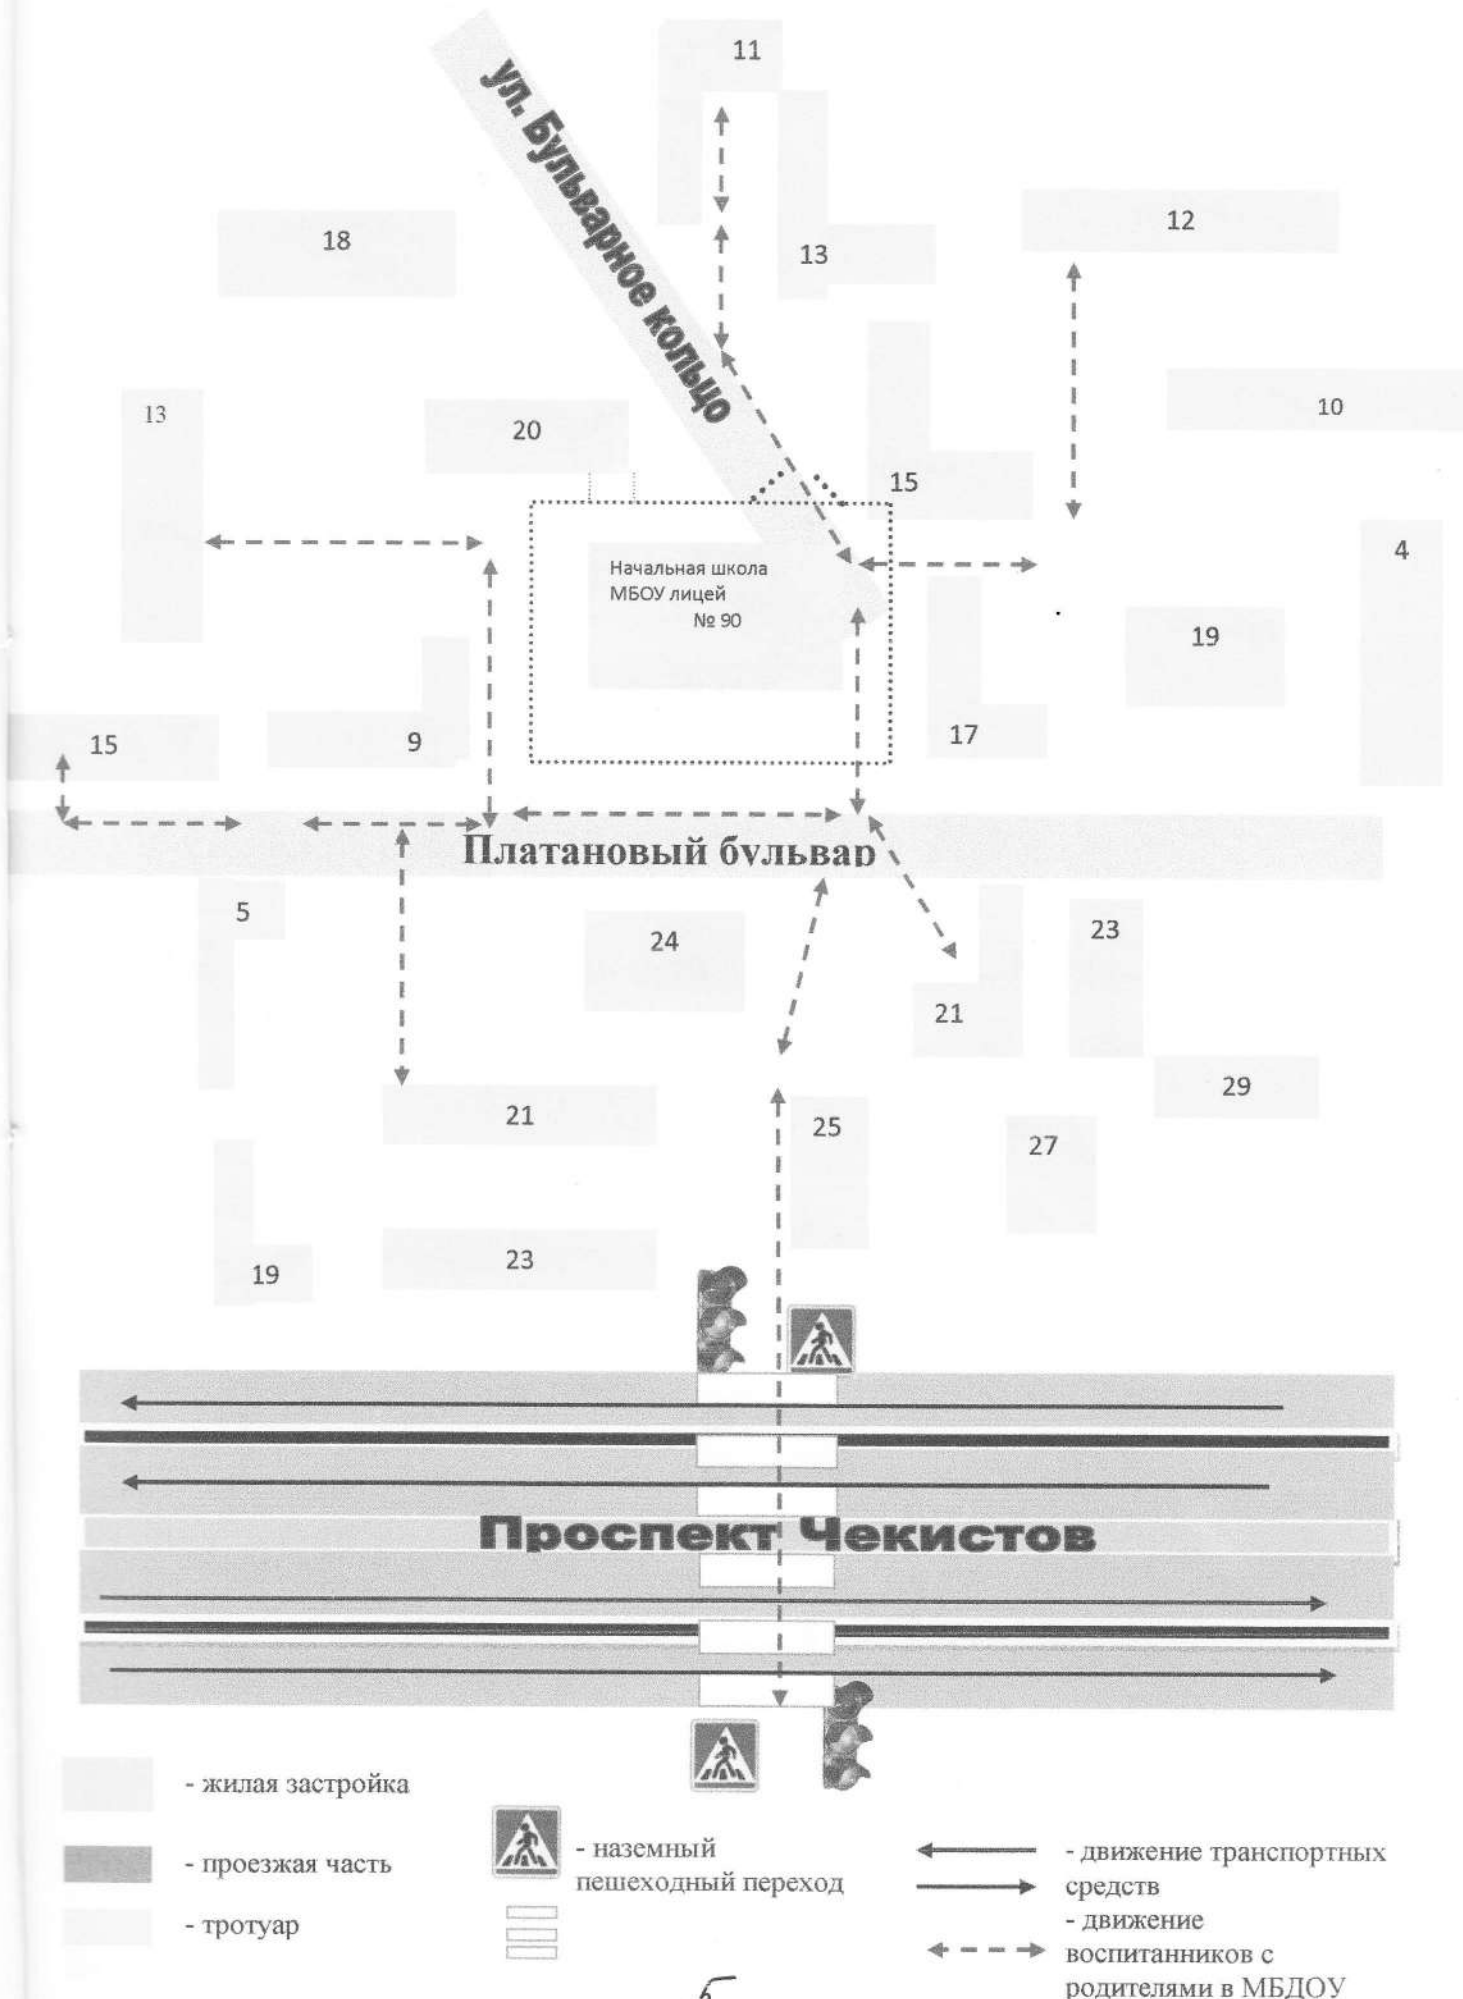 11
ул. Бульварное кольцо
12
18
13
10
13
20
15
4
Начальная школа
МБОУ лицей
№ 90
19
15
9
17
Платановый бульвар
5
24
23
21
29
21
25
27
23
19
Проспект Чекистов
- жилая застройка
- проезжая часть
- тротуар
- наземный
пешеходный переход
- движение транспортных
средств
- движение
воспитанников с
родителями в МБДОУ